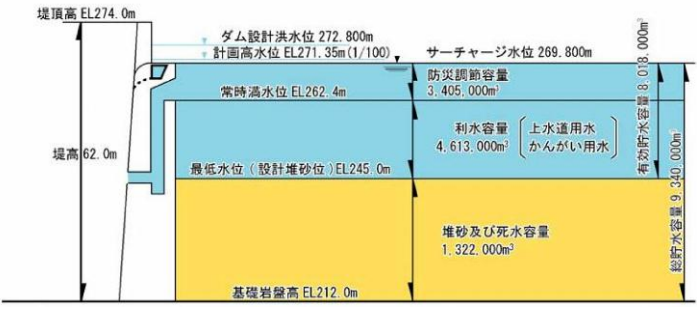 堤頂高 EL274.0m
ダム設計洪水位 272.800m
計画高水位 EL271.35m(1/100)
サーチャージ水位 269.800m
防災調節容量
3,405,000m³
常時満水位 EL262.4m
利水容量
4,613,000m³
上水道用水
かんがい用水
有効貯水容量 8,018,000m³
総貯水容量 9,340,000m³
堤高 62.0m
最低水位(設計堆砂位)EL245.0m
堆砂及び死水容量
1,322,000m³
基礎岩盤高 EL212.0m